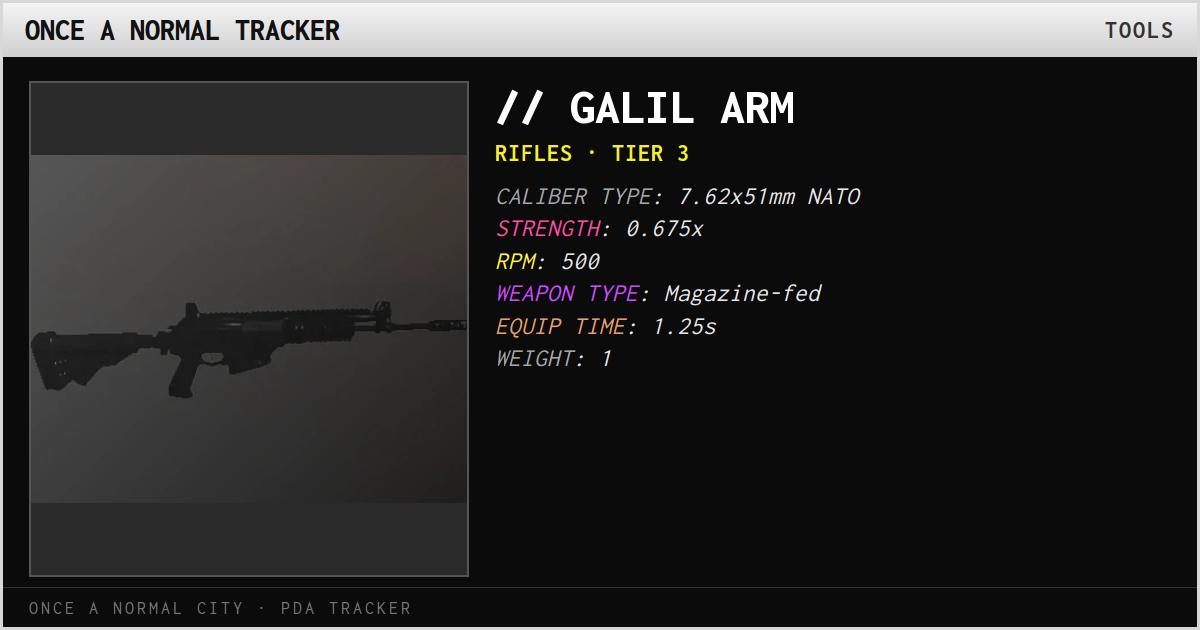 ONCE A NORMAL TRACKER
TOOLS
// GALIL ARM
RIFLES · TIER 3
CALIBER TYPE: 7.62x51mm NATO
STRENGTH: 0.675x
RPM: 500
WEAPON TYPE: Magazine-fed
EQUIP TIME: 1.25s
WEIGHT: 1
ONCE A NORMAL CITY · PDA TRACKER